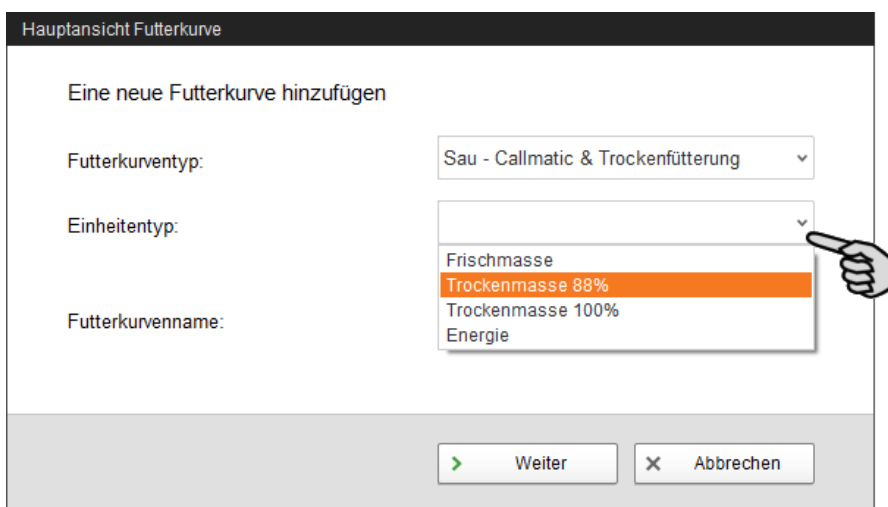 Hauptansicht Futterkurve
Eine neue Futterkurve hinzufügen
Futterkurventyp:
Sau - Callmatic & Trockenfütterung
Einheitentyp:
Frischmasse
Trockenmasse 88%
Trockenmasse 100%
Energie
Futterkurvenname:
Weiter
Abbrechen